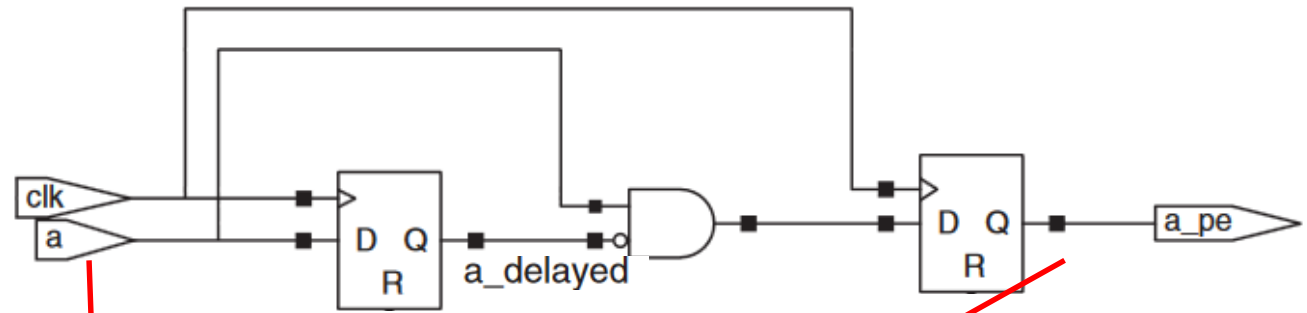 clk
a
D Q
R
a_delayed
D Q
R
a_pe